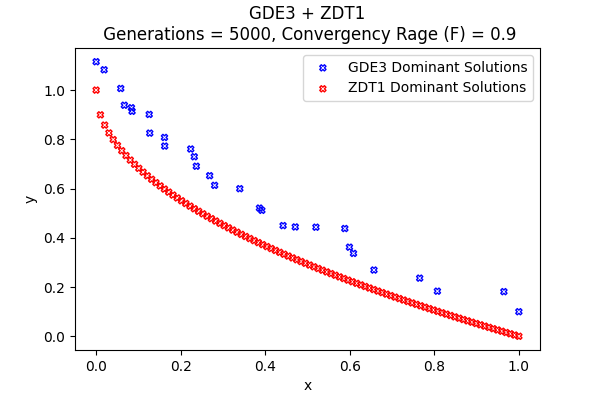 GDE3 + ZDT1
Generations = 5000, Convergency Rage (F) = 0.9
GDE3 Dominant Solutions
ZDT1 Dominant Solutions
1.0
0.8
0.6
0.4
0.2
0.0
y
0.0 0.2 0.4 0.6 0.8 1.0
x